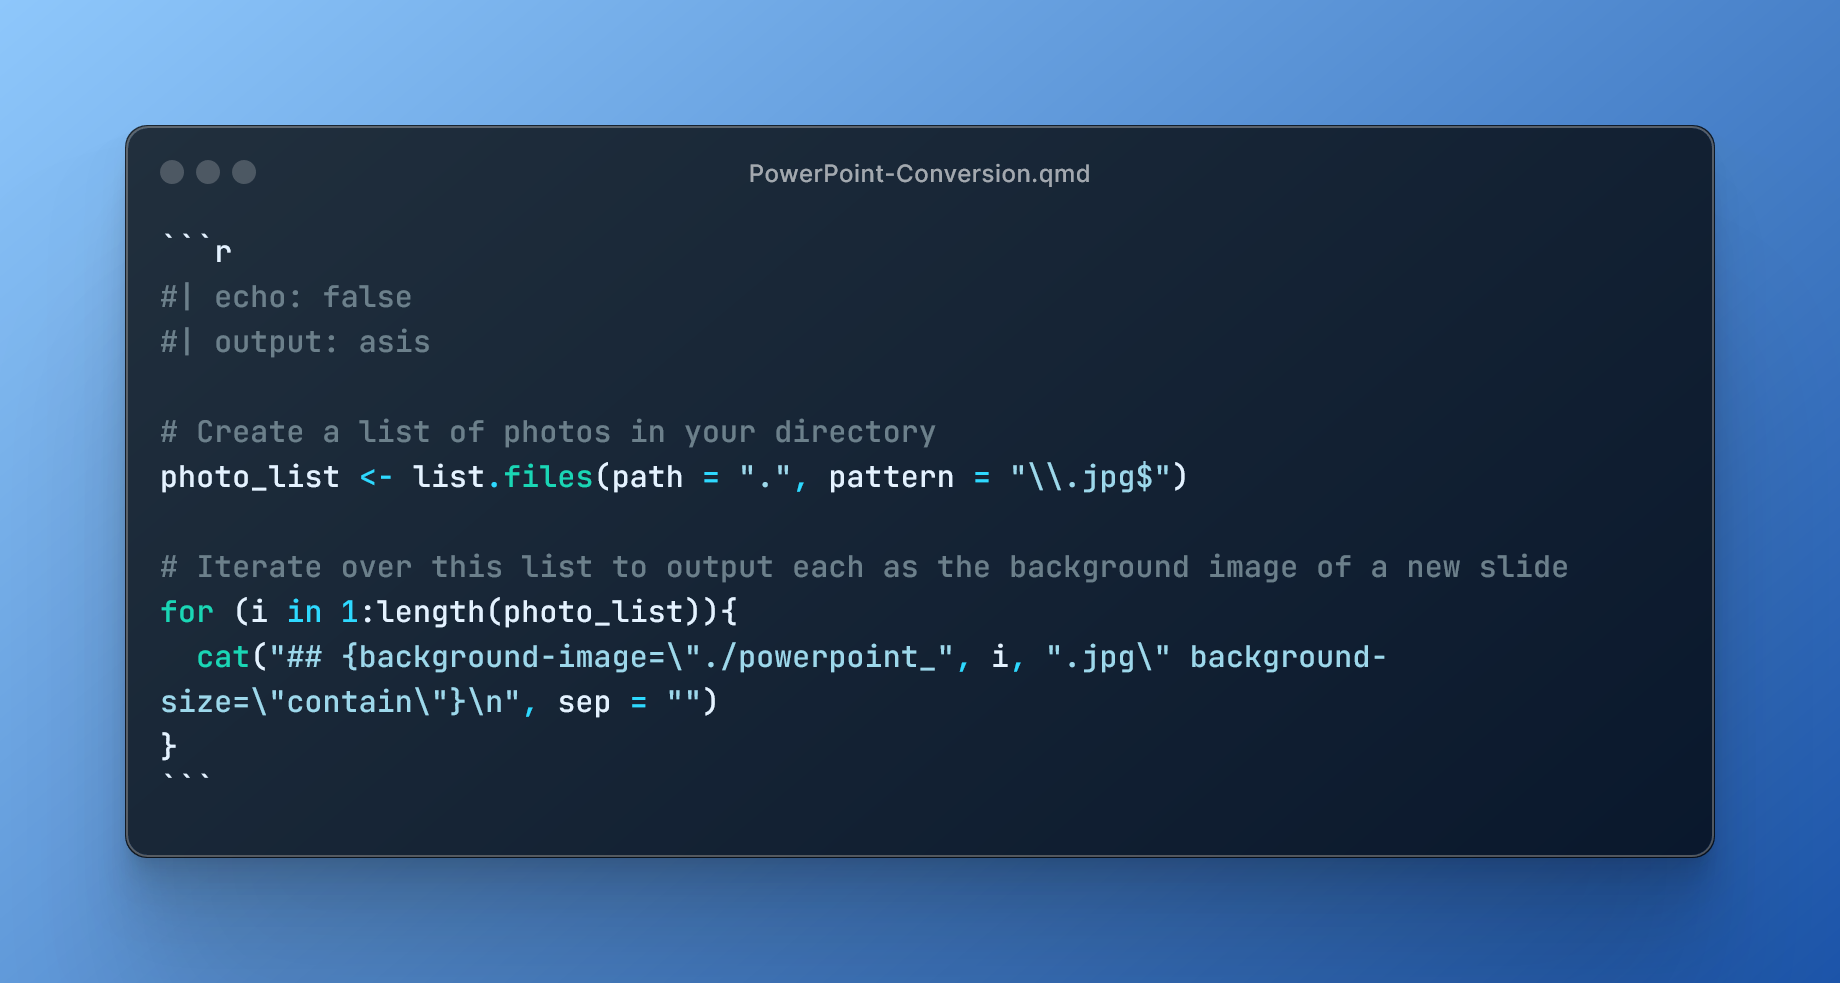 PowerPoint-Conversion.qmd
```r
#| echo: false
#| output: asis
# Create a list of photos in your directory
photo_list <- list.files(path = ".", pattern = "\\.jpg$")
# Iterate over this list to output each as the background image of a new slide
for (i in 1:length(photo_list)){
  cat("## {background-image=\"./powerpoint_", i, ".jpg\" background-
size=\"contain\"}\n", sep = "")
}
```